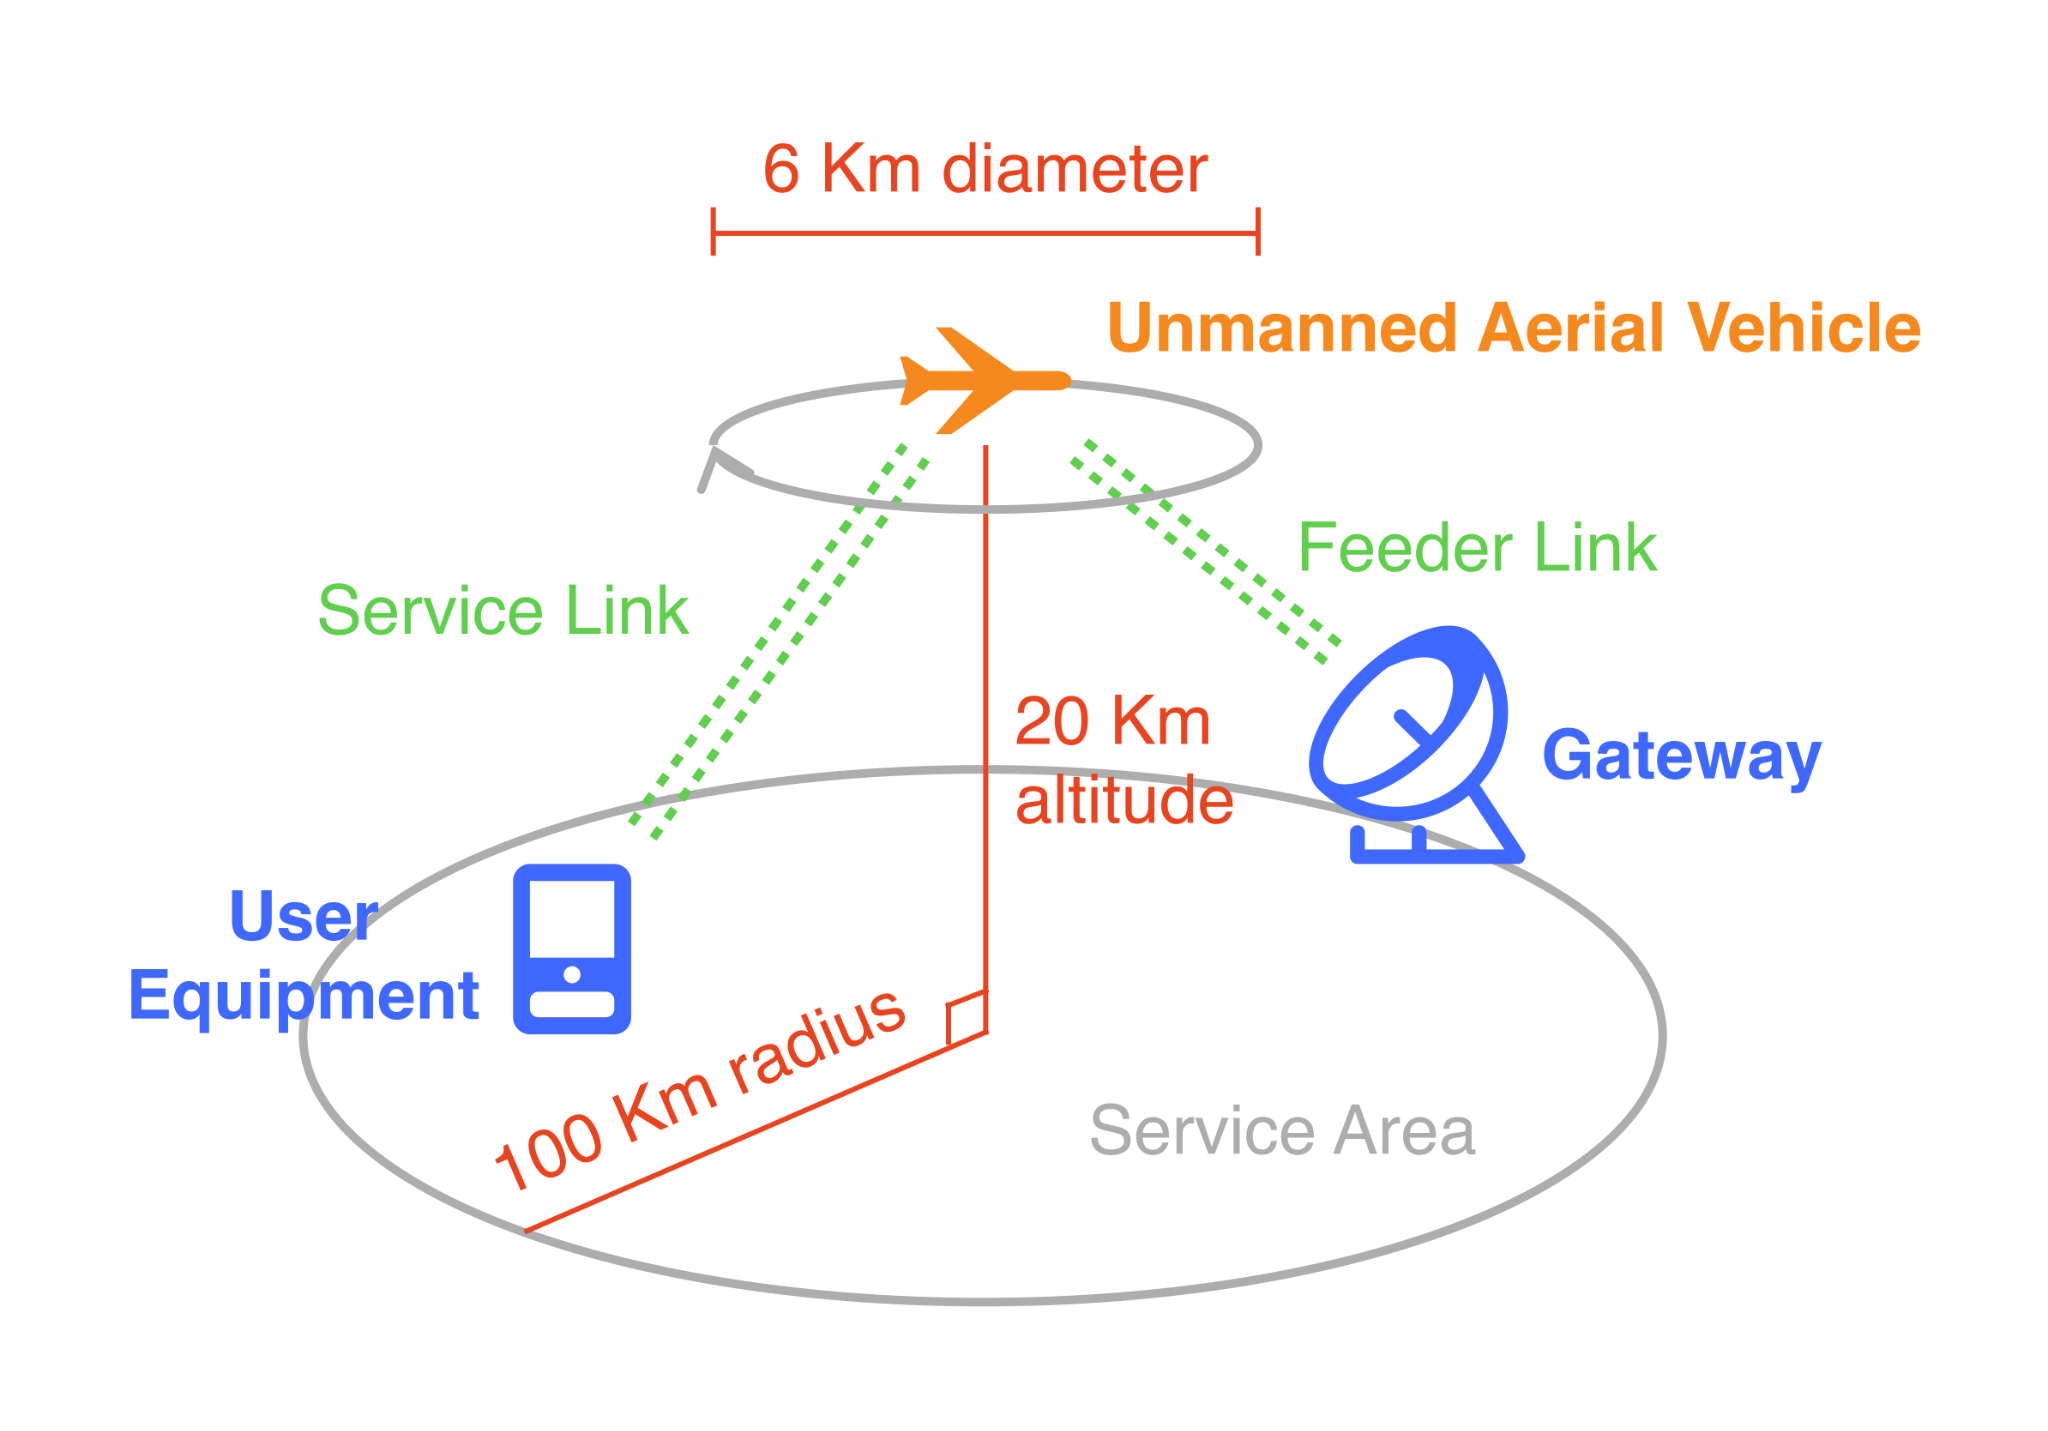 6 Km diameter
Unmanned Aerial Vehicle
Feeder Link
Service Link
20 Km
altitude
Gateway
User
Equipment
100 Km radius
Service Area